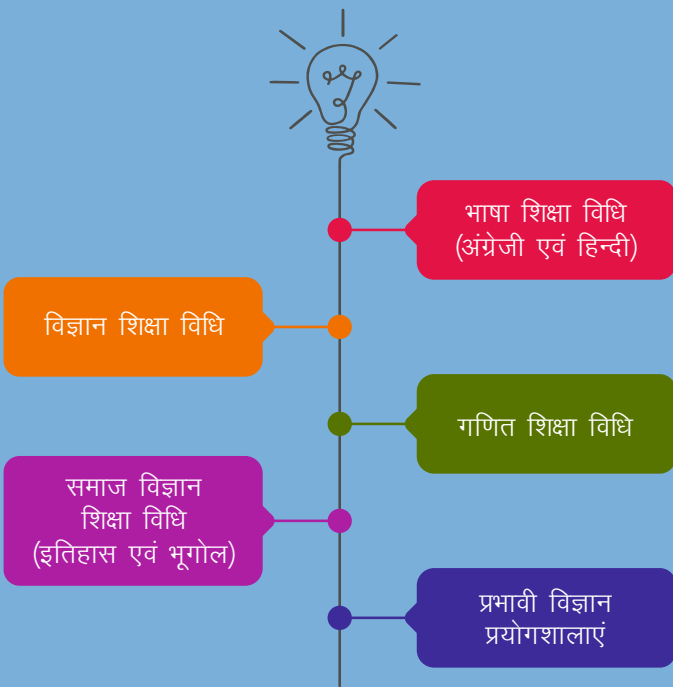 भाषा शिक्षा विधि
(अंग्रेजी एवं हिन्दी)
विज्ञान शिक्षा विधि
गणित शिक्षा विधि
समाज विज्ञान
शिक्षा विधि
(इतिहास एवं भूगोल)
प्रभावी विज्ञान
प्रयोगशालाएं